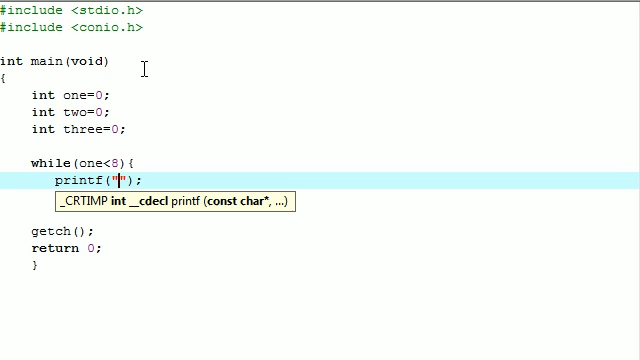 #include <stdio.h>
#include <conio.h>
int main(void)
{
int one=0;
int two=0;
int three=0;
while(one<8){
printf("");
_CRTIMP int __cdecl printf (const char*, ...)
getch();
return 0;
}